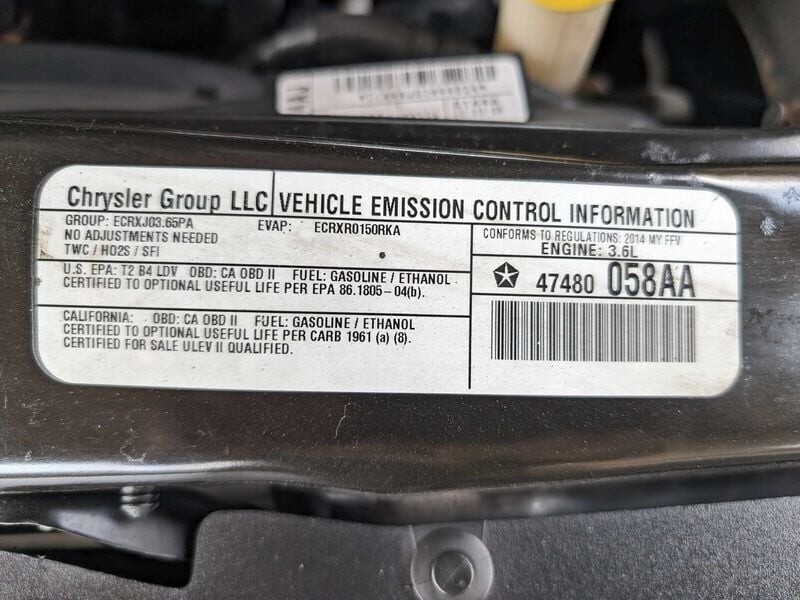 Chrysler Group LLC VEHICLE EMISSION CONTROL INFORMATION
GROUP: ECRXJ03.65PA EVAP: ECRXR0150RKA
NO ADJUSTMENTS NEEDED
TWC / HO2S / SFI
CONFORMS TO REGULATIONS: 2014 MY FFV
ENGINE: 3.6L
U.S. EPA: T2 B4 LDV OBD: CA OBD II FUEL: GASOLINE / ETHANOL
CERTIFIED TO OPTIONAL USEFUL LIFE PER EPA 86.1805-04(b).
47480 058AA
CALIFORNIA: OBD: CA OBD II FUEL: GASOLINE / ETHANOL
CERTIFIED TO OPTIONAL USEFUL LIFE PER CARB 1961 (a) (8).
CERTIFIED FOR SALE ULEV II QUALIFIED.